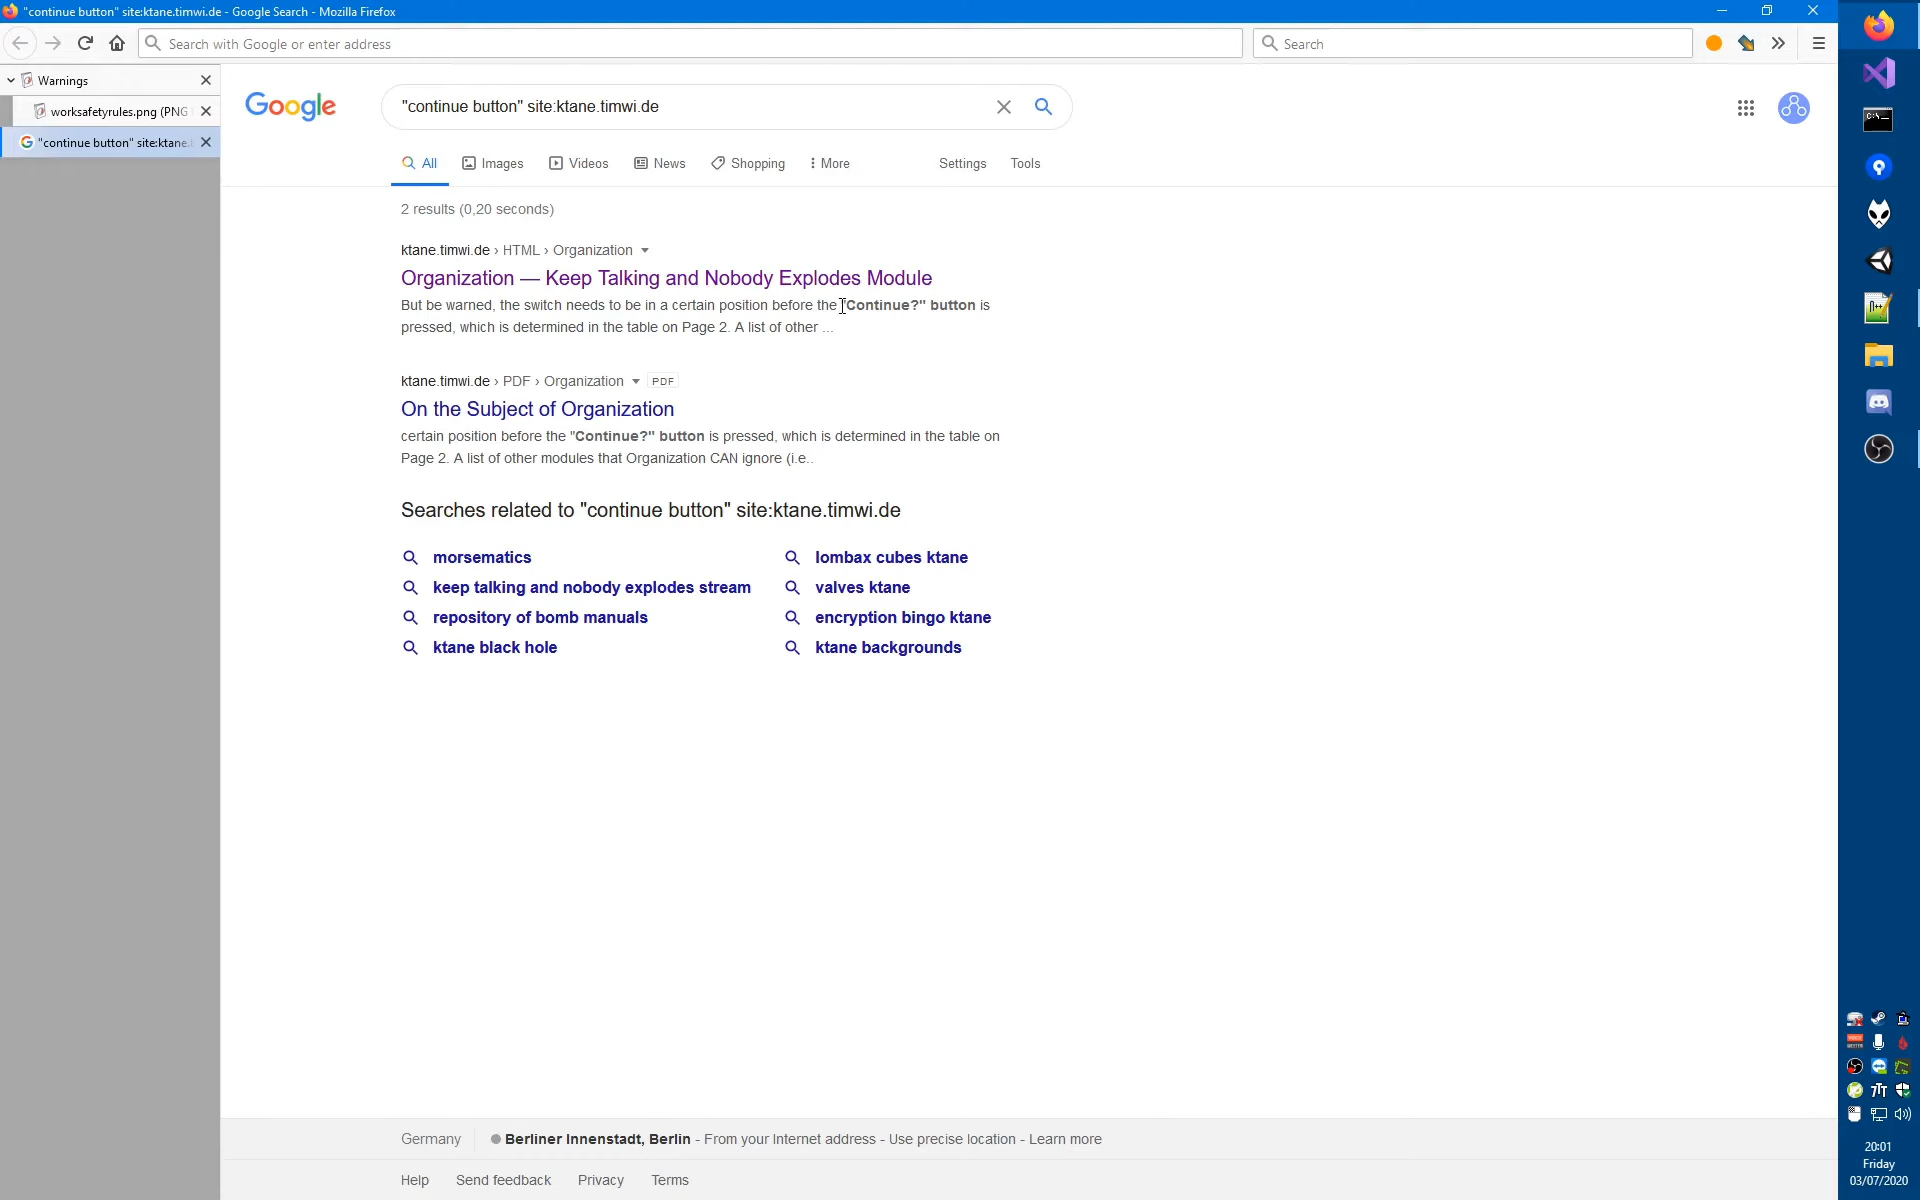 "continue button" site:ktane.timwi.de - Google Search - Mozilla Firefox
Search with Google or enter address
Search
Warnings
worksafetyrules.png (PNG
"continue button" site:ktane.
Google
"continue button" site:ktane.timwi.de
All
Images
Videos
News
Shopping
More
Settings
Tools
2 results (0,20 seconds)
ktane.timwi.de › HTML › Organization
Organization — Keep Talking and Nobody Explodes Module
But be warned, the switch needs to be in a certain position before the "Continue?" button is
pressed, which is determined in the table on Page 2. A list of other ...
ktane.timwi.de › PDF › Organization PDF
On the Subject of Organization
certain position before the "Continue?" button is pressed, which is determined in the table on
Page 2. A list of other modules that Organization CAN ignore (i.e..
Searches related to "continue button" site:ktane.timwi.de
morsematics
lombax cubes ktane
keep talking and nobody explodes stream
valves ktane
repository of bomb manuals
encryption bingo ktane
ktane black hole
ktane backgrounds
Germany
Berliner Innenstadt, Berlin - From your Internet address - Use precise location - Learn more
Help
Send feedback
Privacy
Terms
20:01
Friday
03/07/2020